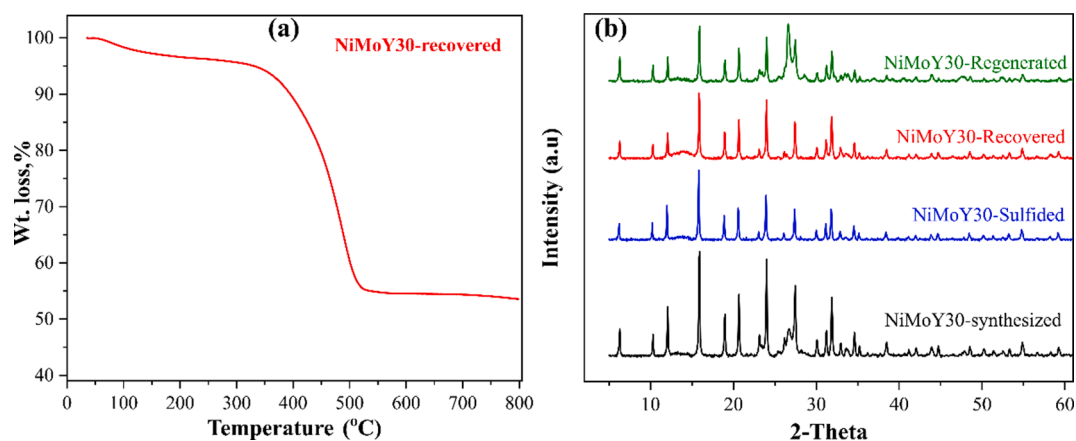 (a)
NiMoY30-recovered
Wt. loss,%
100
90
80
70
60
50
40
0
100
200
300
400
500
600
700
800
Temperature (°C)
(b)
NiMoY30-Regenerated
NiMoY30-Recovered
NiMoY30-Sulfided
NiMoY30-synthesized
Intensity (a.u)
10
20
30
40
50
60
2-Theta